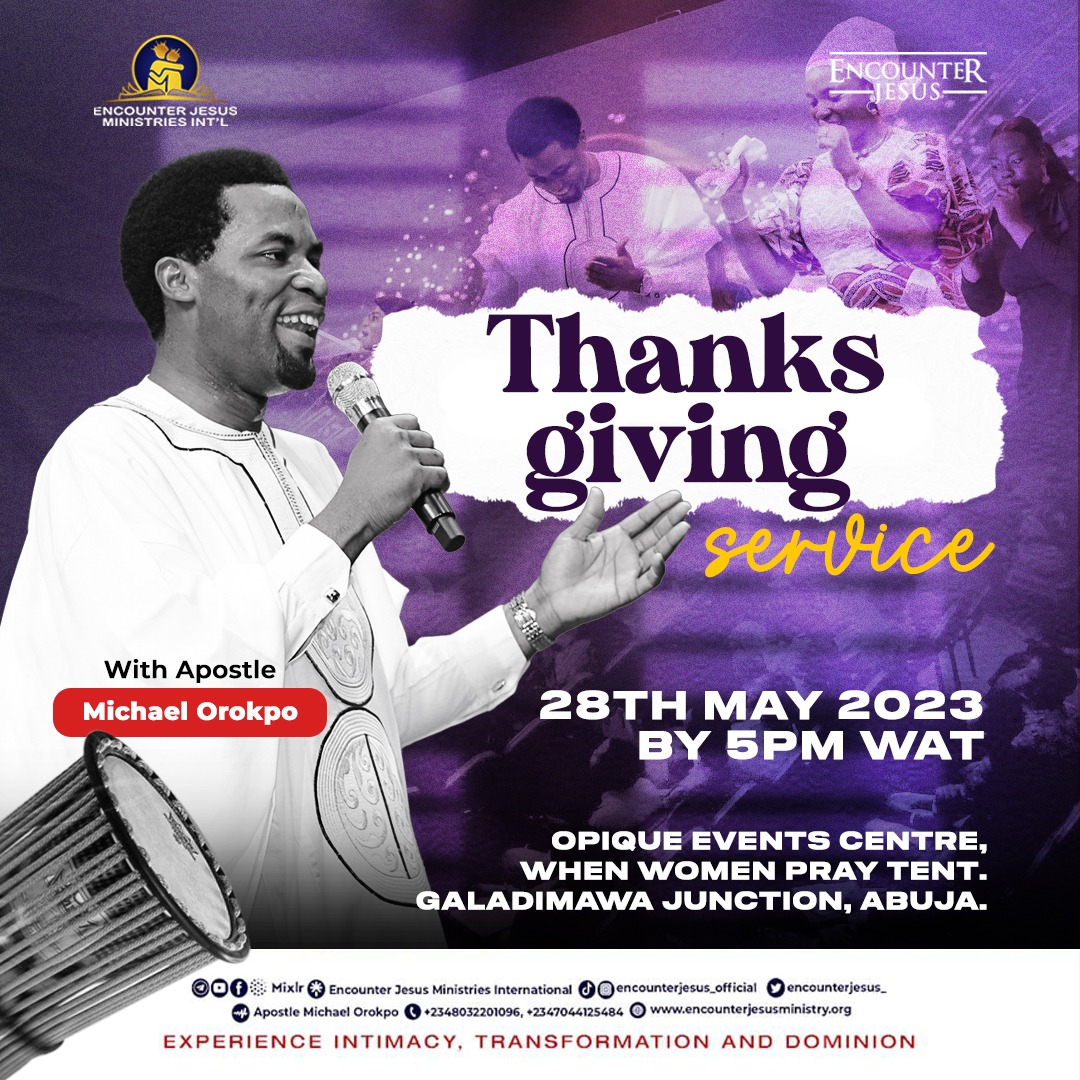 ENCOUNTER JESUS
MINISTRIES INT'L
ENCOUNTER
JESUS
Thanks
giving
service
With Apostle
Michael Orokpo
28TH MAY 2023
BY 5PM WAT
OPIQUE EVENTS CENTRE,
WHEN WOMEN PRAY TENT.
GALADIMAWA JUNCTION, ABUJA.
Mixlr Encounter Jesus Ministries International encounterjesus_official encounterjesus_
Apostle Michael Orokpo +2348032201096, +2347044125484 www.encounterjesusministry.org
EXPERIENCE INTIMACY, TRANSFORMATION AND DOMINION